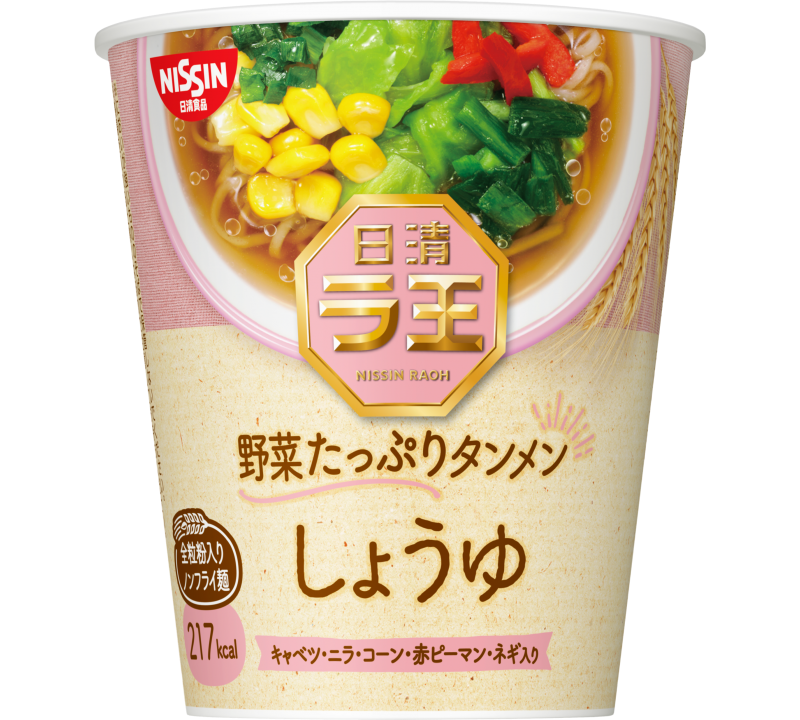 NISSIN
日清食品
日清
ラ王
NISSIN RAOH
野菜たっぷりタンメン
しょうゆ
全粒粉入り
ノンフライ麺
217kcal
キャベツ・ニラ・コーン・赤ピーマン・ネギ入り